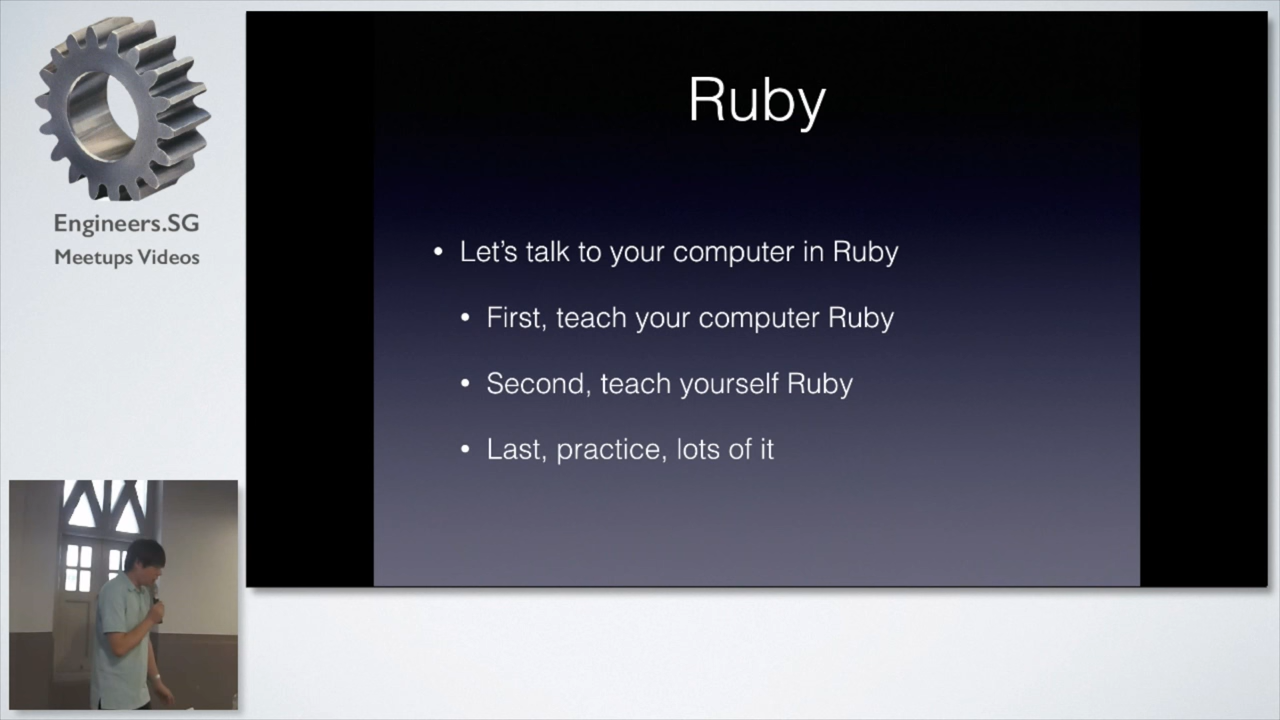 Engineers.SG
Meetups Videos
Ruby
• Let’s talk to your computer in Ruby
• First, teach your computer Ruby
• Second, teach yourself Ruby
• Last, practice, lots of it